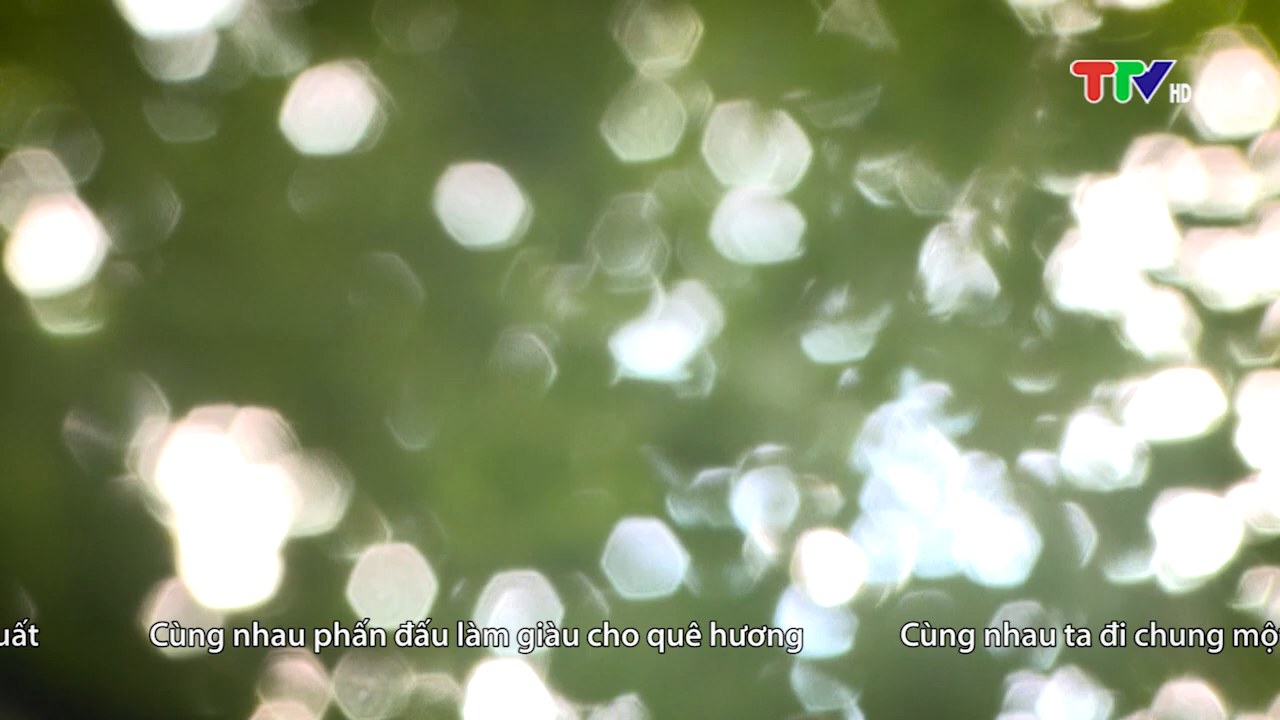 TTV HD
uất Cùng nhau phấn đấu làm giàu cho quê hương Cùng nhau ta đi chung mộ